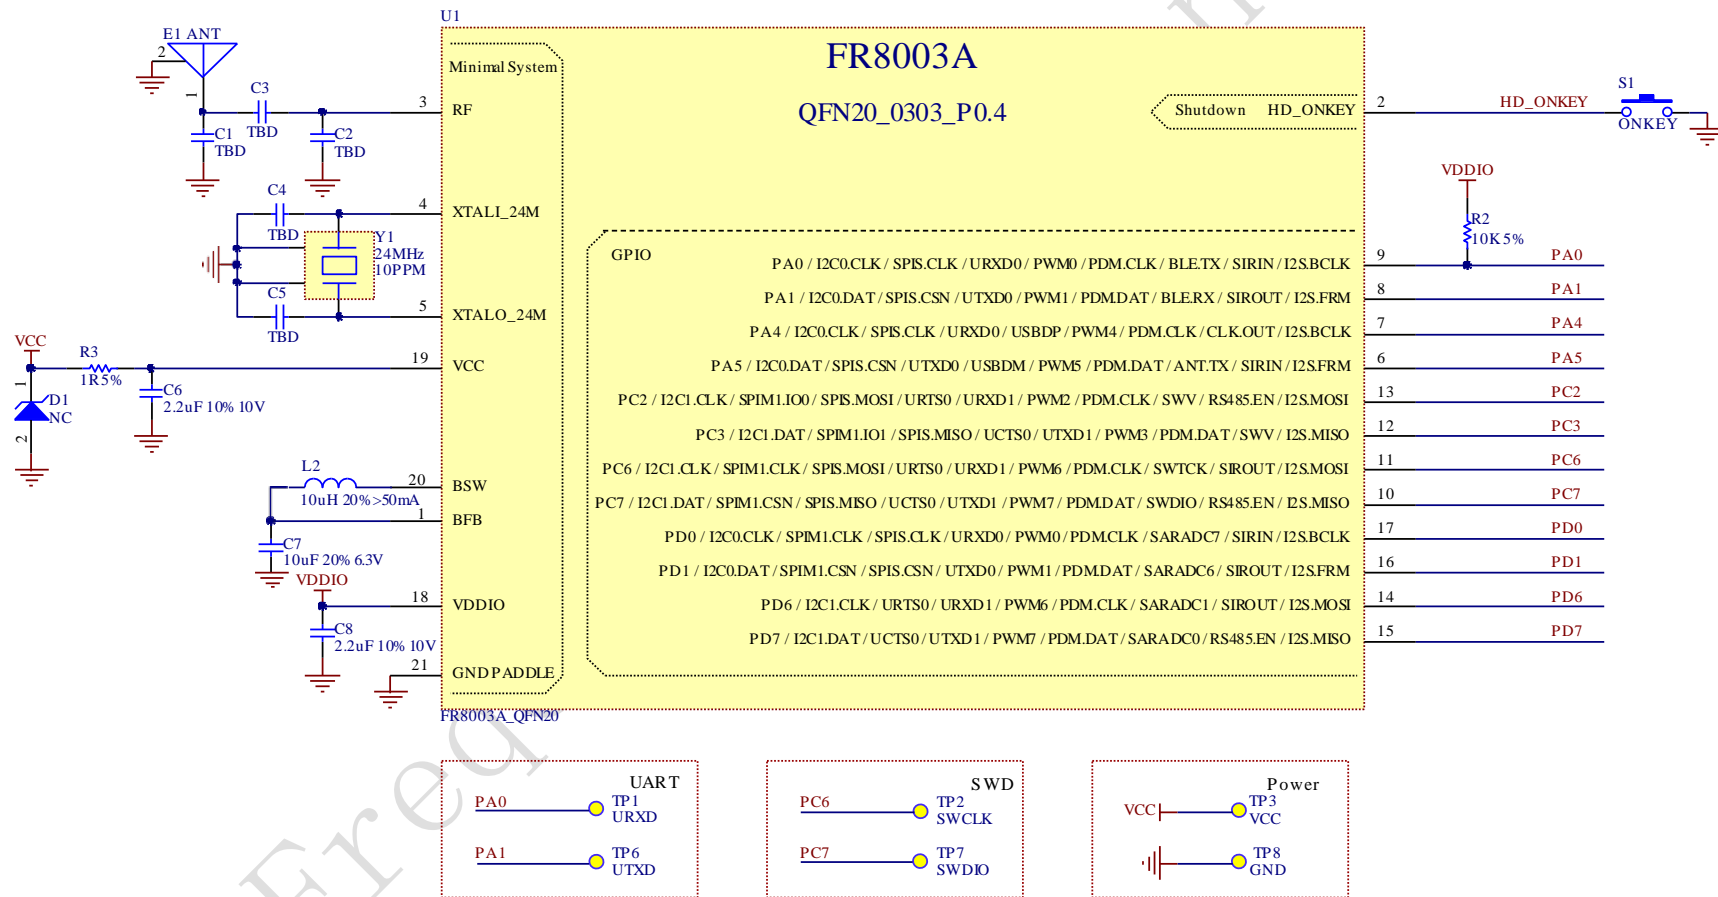 U1
E1 ANT
2
1
C3
TBD
C1
TBD
C2
TBD
3
RF
Minimal System
FR8003A
QFN20_0303_P0.4
Shutdown HD_ONKEY
2
HD_ONKEY
S1
ONKEY
C4
TBD
4
XTALI_24M
Y1
24MHz
10PPM
C5
TBD
5
XTALO_24M
VDDIO
R2
10K 5%
GPIO
PA0 / I2C0.CLK / SPIS.CLK / URXD0 / PWM0 / PDM.CLK / BLE.TX / SIRIN / I2S.BCLK
9
PA0
PA1 / I2C0.DAT / SPIS.CSN / UTXD0 / PWM1 / PDM.DAT / BLE.RX / SIROUT / I2S.FRM
8
PA1
PA4 / I2C0.CLK / SPIS.CLK / URXD0 / USBDP / PWM4 / PDM.CLK / CLK.OUT / I2S.BCLK
7
PA4
PA5 / I2C0.DAT / SPIS.CSN / UTXD0 / USBDM / PWM5 / PDM.DAT / ANT.TX / SIRIN / I2S.FRM
6
PA5
PC2 / I2C1.CLK / SPIM1.IO0 / SPIS.MOSI / URTS0 / URXD1 / PWM2 / PDM.CLK / SWV / RS485.EN / I2S.MOSI
13
PC2
PC3 / I2C1.DAT / SPIM1.IO1 / SPIS.MISO / UCTS0 / UTXD1 / PWM3 / PDM.DAT / SWV / I2S.MISO
12
PC3
PC6 / I2C1.CLK / SPIM1.CLK / SPIS.MOSI / URTS0 / URXD1 / PWM6 / PDM.CLK / SWTCK / SIROUT / I2S.MOSI
11
PC6
PC7 / I2C1.DAT / SPIM1.CSN / SPIS.MISO / UCTS0 / UTXD1 / PWM7 / PDM.DAT / SWDIO / RS485.EN / I2S.MISO
10
PC7
PD0 / I2C0.CLK / SPIM1.CLK / SPIS.CLK / URXD0 / PWM0 / PDM.CLK / SARADC7 / SIRIN / I2S.BCLK
17
PD0
PD1 / I2C0.DAT / SPIM1.CSN / SPIS.CSN / UTXD0 / PWM1 / PDM.DAT / SARADC6 / SIROUT / I2S.FRM
16
PD1
PD6 / I2C1.CLK / URTS0 / URXD1 / PWM6 / PDM.CLK / SARADC1 / SIROUT / I2S.MOSI
14
PD6
PD7 / I2C1.DAT / UCTS0 / UTXD1 / PWM7 / PDM.DAT / SARADC0 / RS485.EN / I2S.MISO
15
PD7
VCC
R3
1R 5%
19
VCC
1
D1
NC
2
C6
2.2uF 10% 10V
L2
10uH 20% >50mA
20
BSW
1
BFB
C7
10uF 20% 6.3V
VDDIO
18
VDDIO
C8
2.2uF 10% 10V
21
GND PADDLE
FR8003A_QFN20
Freq
UART
PA0
TP1
URXD
PA1
TP6
UTXD
SWD
PC6
TP2
SWCLK
PC7
TP7
SWDIO
Power
VCC
TP3
VCC
TP8
GND